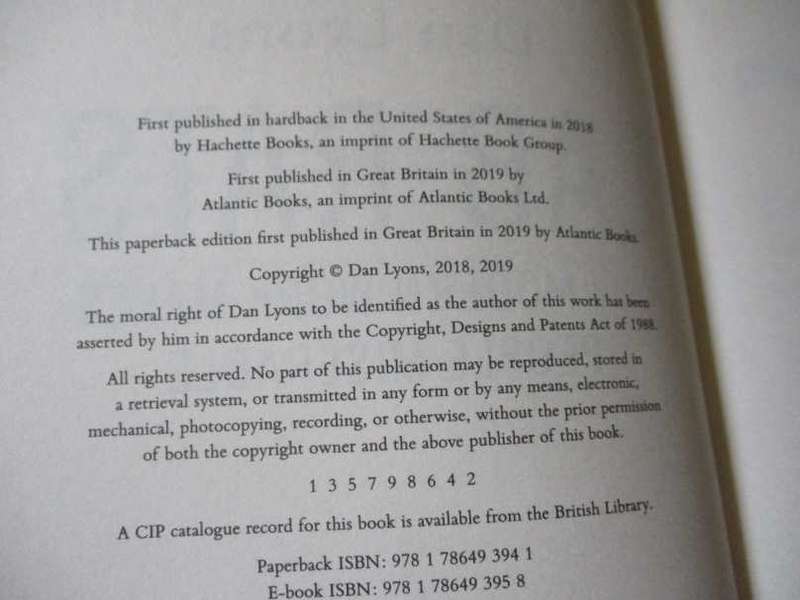 First published in hardback in the United States of America in 2018
by Hachette Books, an imprint of Hachette Book Group.
First published in Great Britain in 2019 by
Atlantic Books, an imprint of Atlantic Books Ltd.
This paperback edition first published in Great Britain in 2019 by Atlantic Books.
Copyright © Dan Lyons, 2018, 2019
The moral right of Dan Lyons to be identified as the author of this work has been
asserted by him in accordance with the Copyright, Designs and Patents Act of 1988.
All rights reserved. No part of this publication may be reproduced, stored in
a retrieval system, or transmitted in any form or by any means, electronic,
mechanical, photocopying, recording, or otherwise, without the prior permission
of both the copyright owner and the above publisher of this book.
1 3 5 7 9 8 6 4 2
A CIP catalogue record for this book is available from the British Library.
Paperback ISBN: 978 1 78649 394 1
E-book ISBN: 978 1 78649 395 8